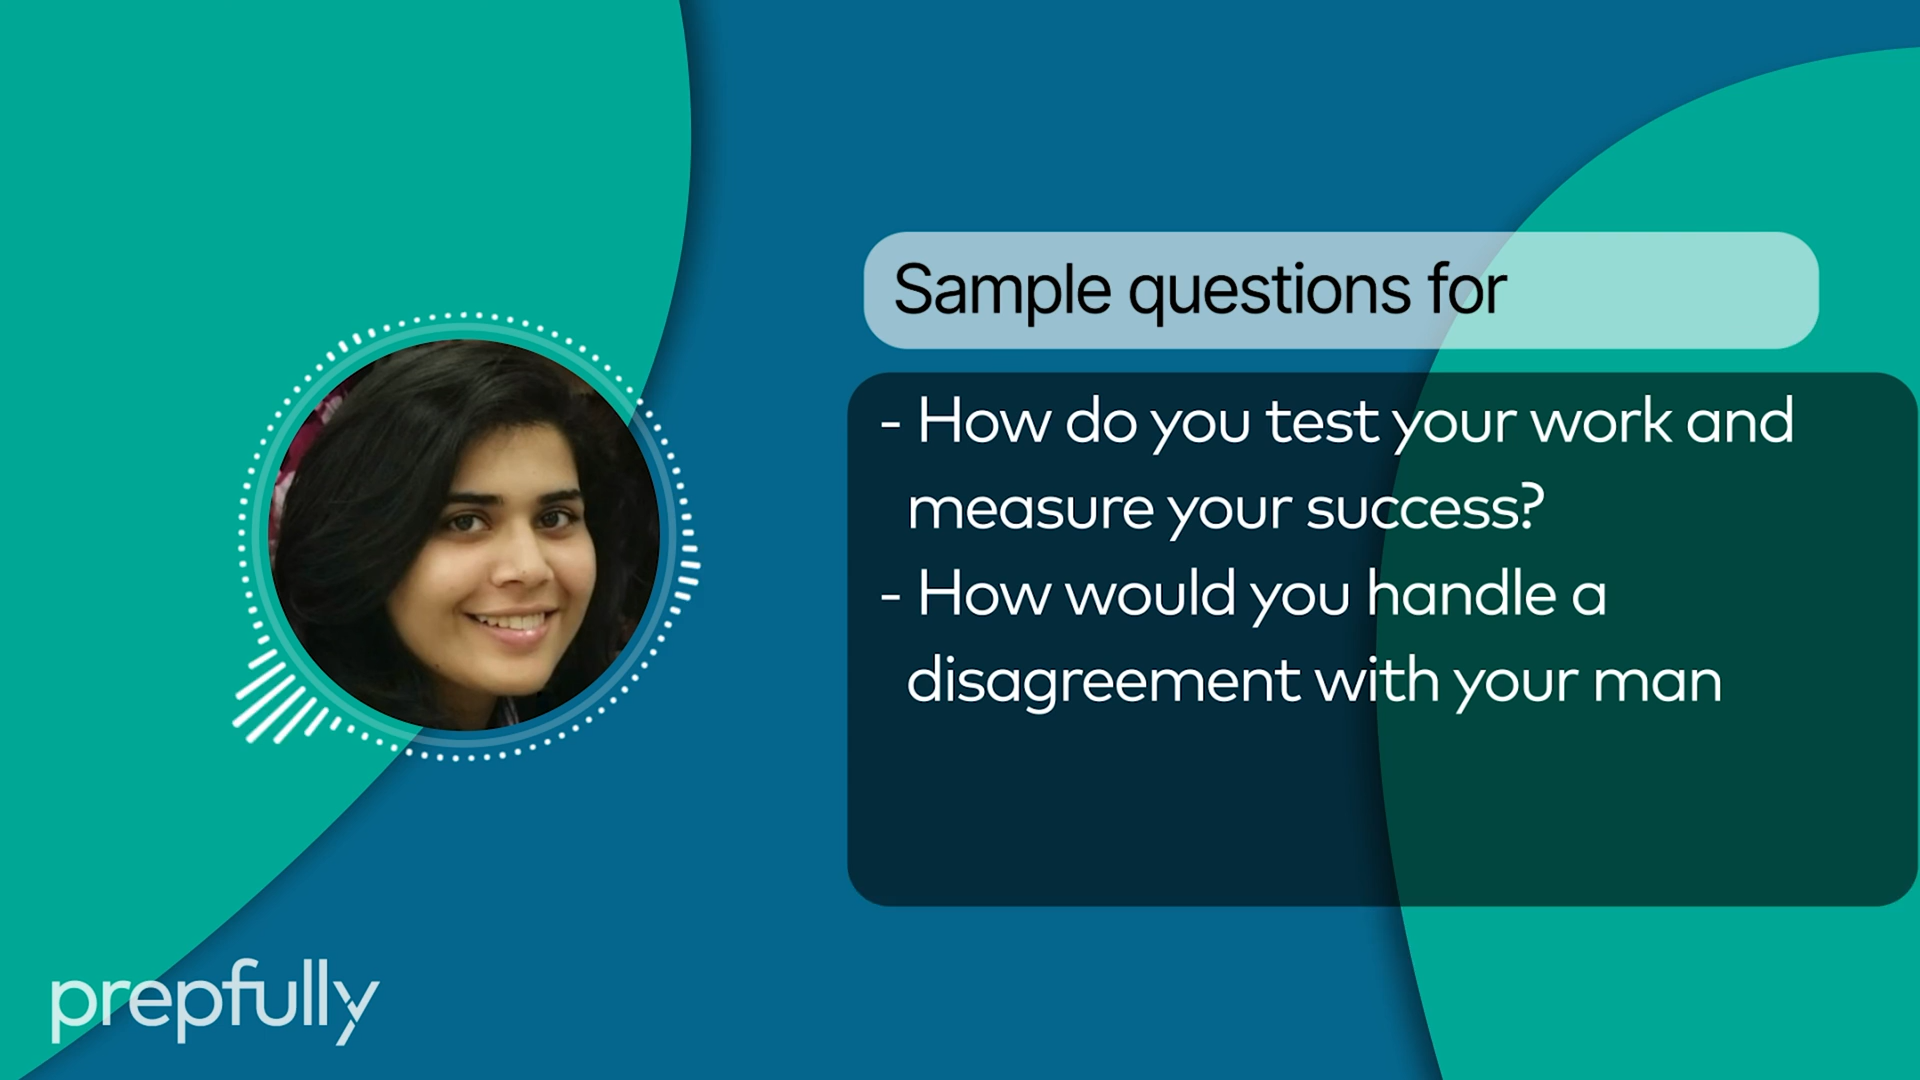 Sample questions for
- How do you test your work and
measure your success?
- How would you handle a
disagreement with your man
prepfully